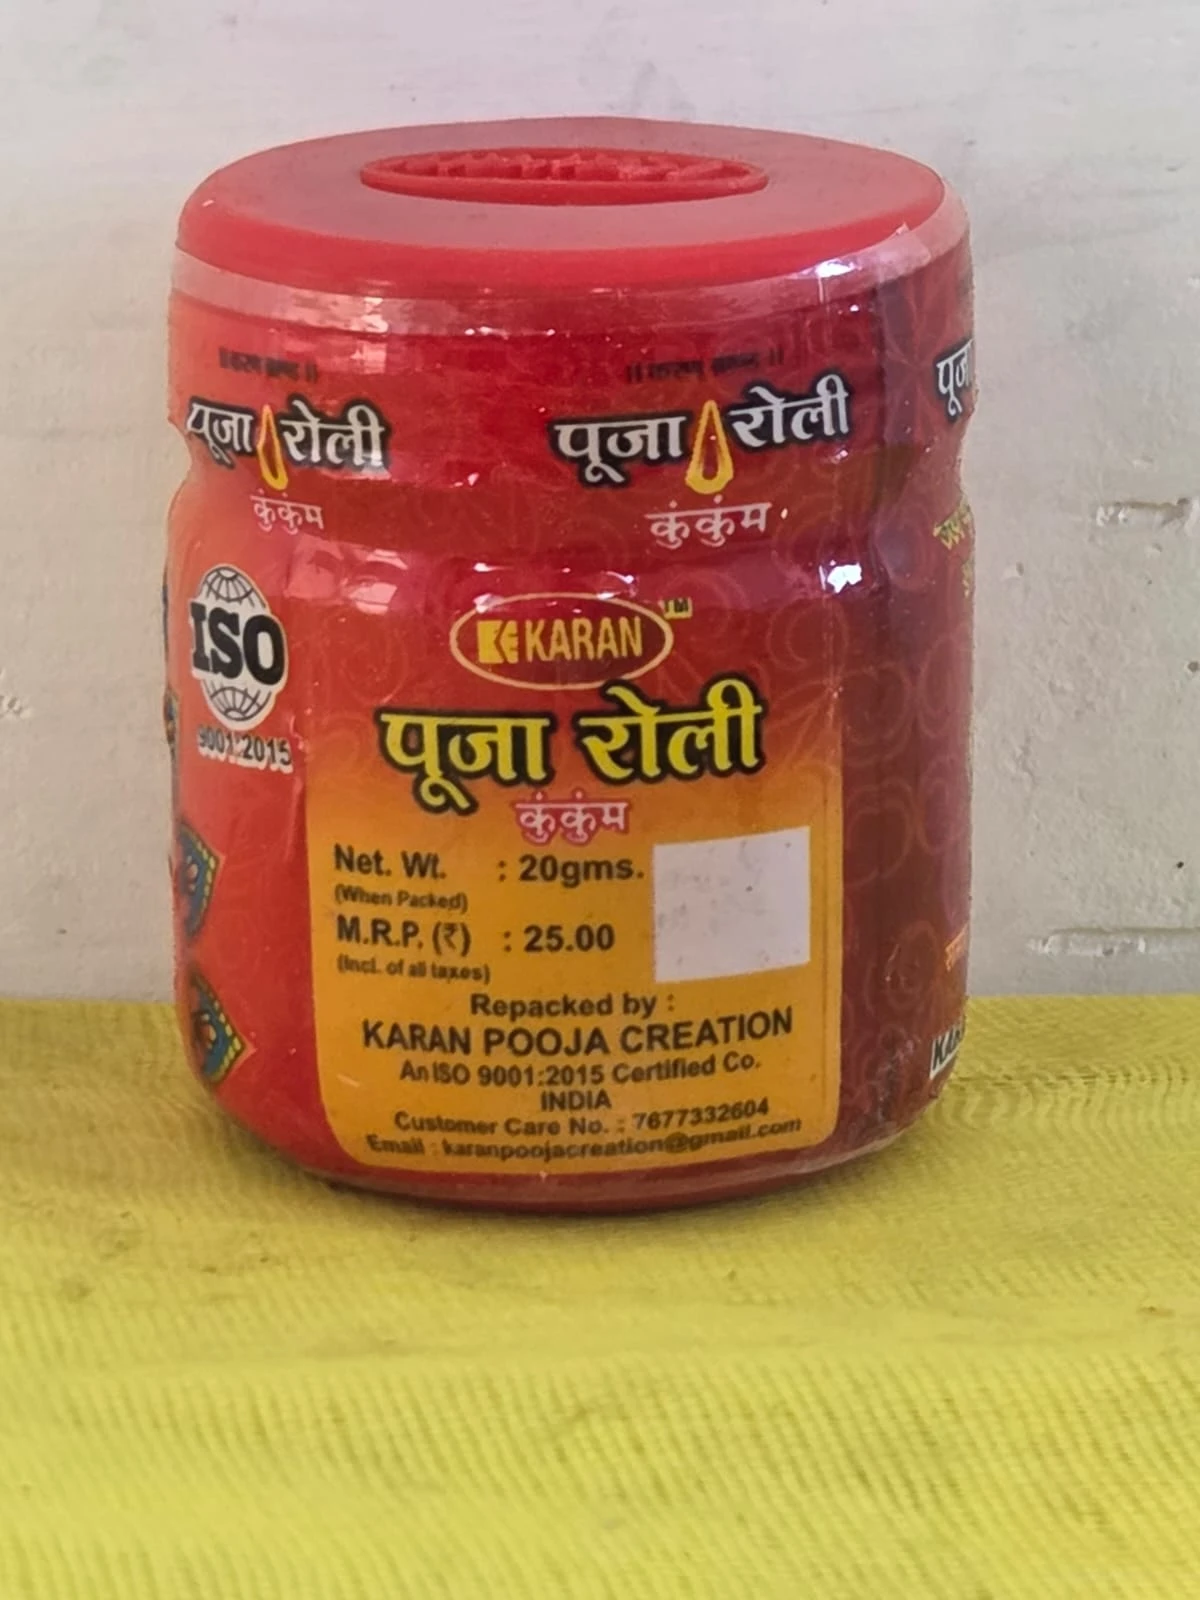 पूजा रोली
कुंकुंम
पूजा रोली
कुंकुंम
ISO
9001:2015
KARAN TM
पूजा रोली
कुंकुंम
Net. Wt. : 20gms.
(When Packed)
M.R.P. (₹) : 25.00
(Incl. of all taxes)
Repacked by :
KARAN POOJA CREATION
An ISO 9001:2015 Certified Co.
INDIA
Customer Care No. : 7677332604
Email : karanpoojacreation@gmail.com